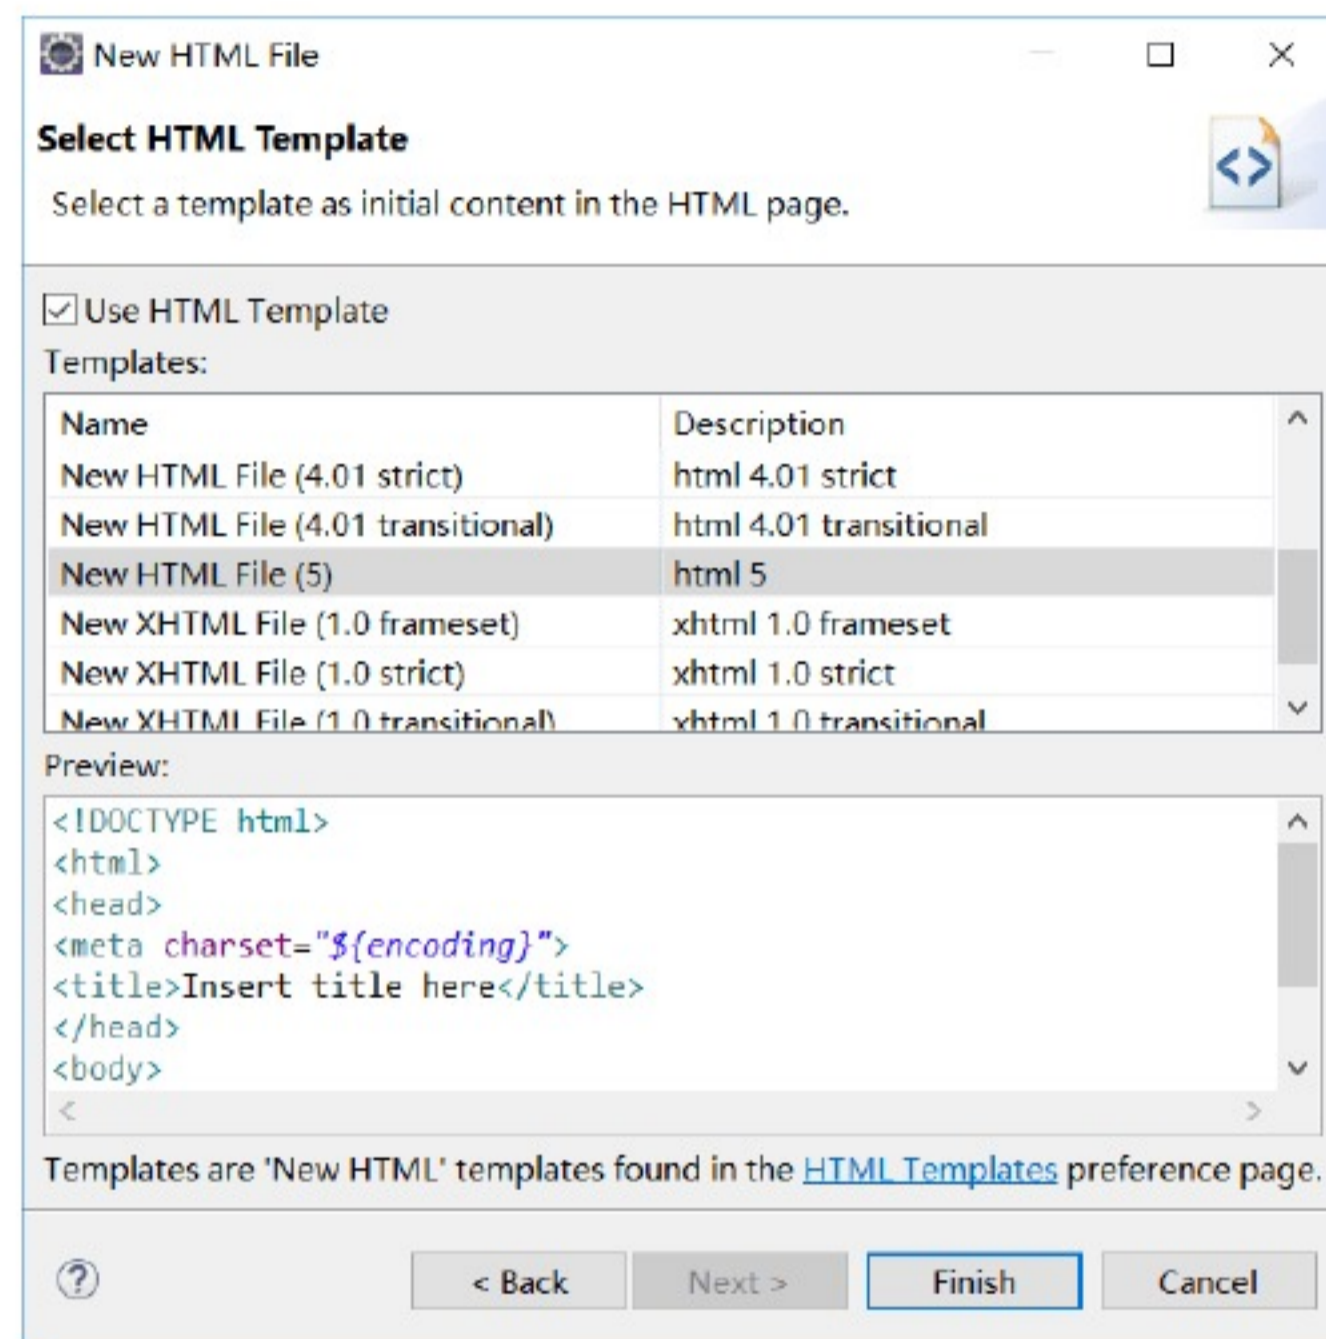 New HTML File
Select HTML Template
Select a template as initial content in the HTML page.
Use HTML Template
Templates:
Name Description
New HTML File (4.01 strict) html 4.01 strict
New HTML File (4.01 transitional) html 4.01 transitional
New HTML File (5) html 5
New XHTML File (1.0 frameset) xhtml 1.0 frameset
New XHTML File (1.0 strict) xhtml 1.0 strict
New XHTML File (1.0 transitional) xhtml 1.0 transitional
Preview:
<!DOCTYPE html>
<html>
<head>
<meta charset="${encoding}">
<title>Insert title here</title>
</head>
<body>
Templates are 'New HTML' templates found in the HTML Templates preference page.
< Back Next > Finish Cancel